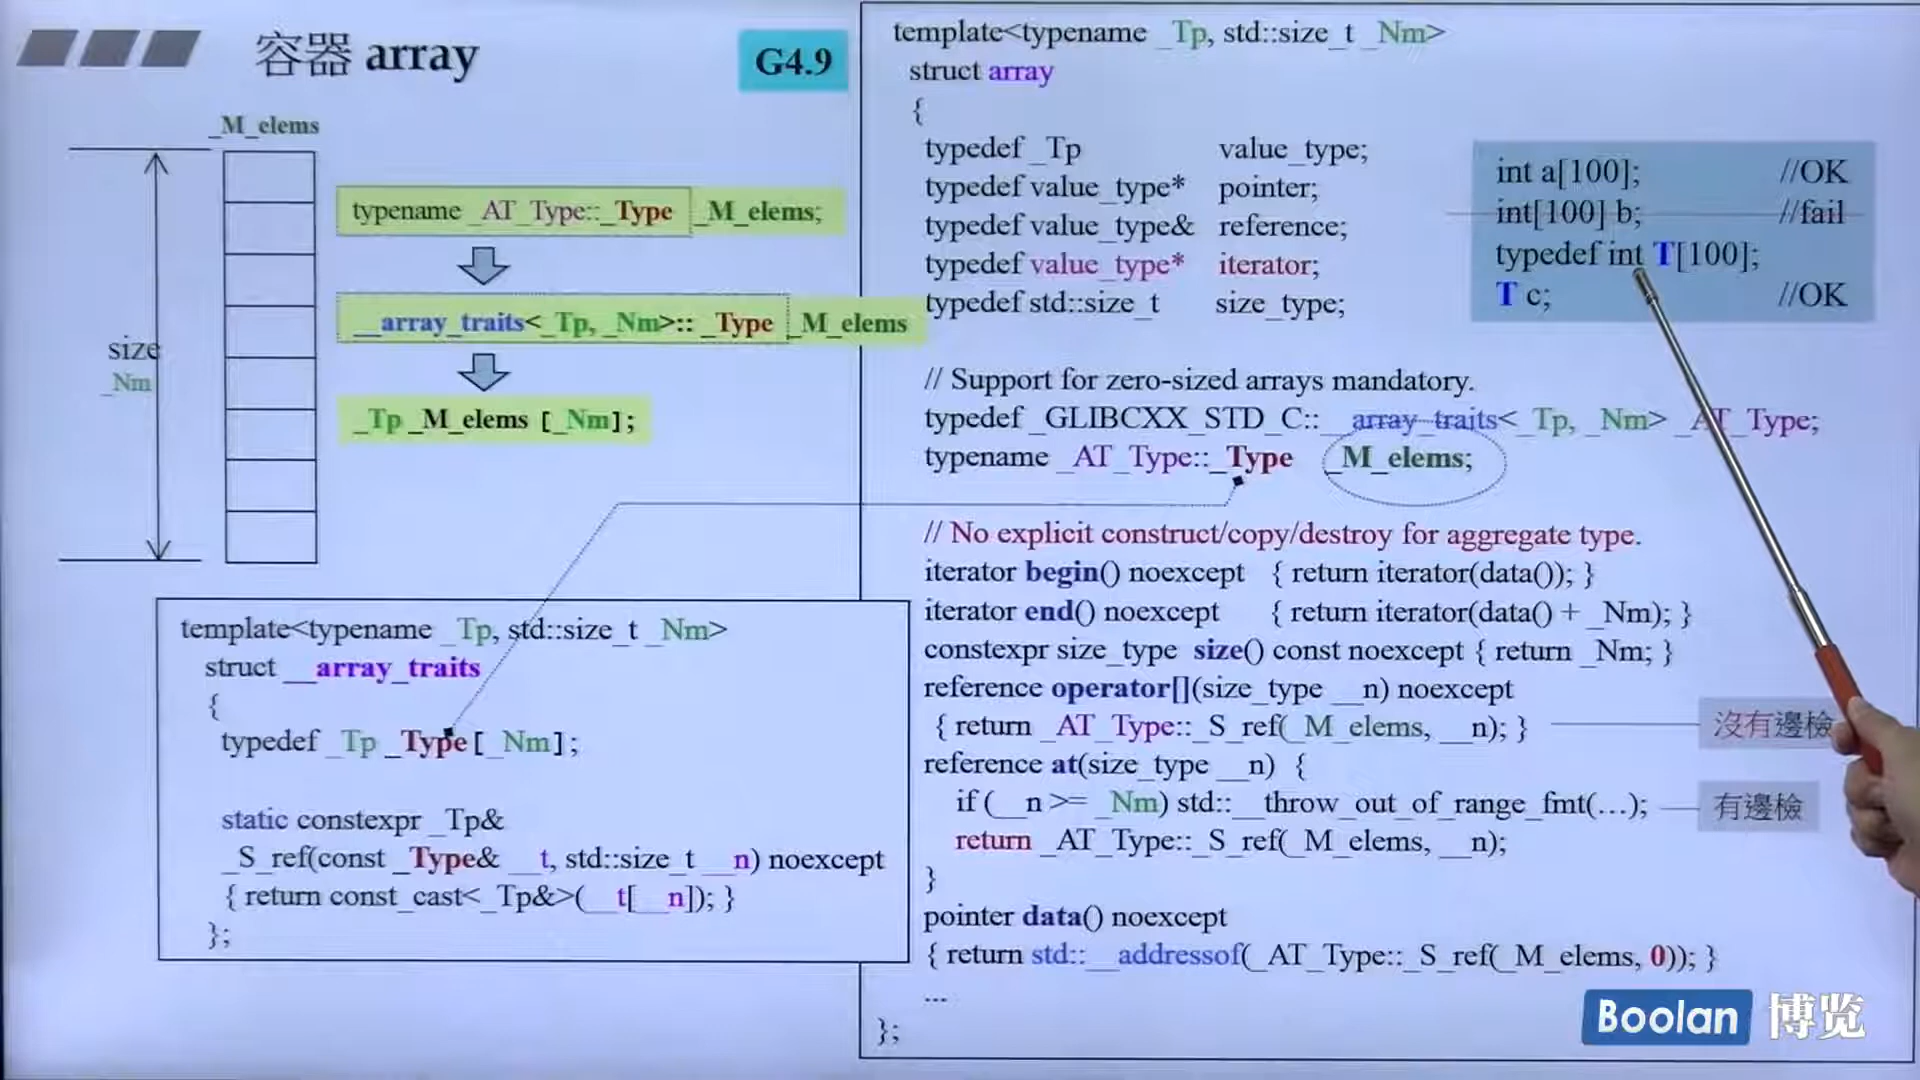 容器 array
G4.9
_M_elems
size
_Nm
typename _AT_Type::_Type _M_elems;
__array_traits<_Tp, _Nm>::_Type _M_elems
_Tp _M_elems [_Nm];
template<typename _Tp, std::size_t _Nm>
struct __array_traits
{
typedef _Tp _Type[_Nm];
static constexpr _Tp&
_S_ref(const _Type& __t, std::size_t __n) noexcept
{ return const_cast<_Tp&>(__t[__n]); }
};
template<typename _Tp, std::size_t _Nm>
struct array
{
typedef _Tp value_type;
typedef value_type* pointer;
typedef value_type& reference;
typedef value_type* iterator;
typedef std::size_t size_type;
// Support for zero-sized arrays mandatory.
typedef _GLIBCXX_STD_C::__array_traits<_Tp, _Nm> _AT_Type;
typename _AT_Type::_Type _M_elems;
// No explicit construct/copy/destroy for aggregate type.
iterator begin() noexcept { return iterator(data()); }
iterator end() noexcept { return iterator(data() + _Nm); }
constexpr size_type size() const noexcept { return _Nm; }
reference operator[](size_type __n) noexcept
{ return _AT_Type::_S_ref(_M_elems, __n); }
沒有邊檢
reference at(size_type __n) {
if (__n >= _Nm) std::__throw_out_of_range_fmt(...);
有邊檢
return _AT_Type::_S_ref(_M_elems, __n);
}
pointer data() noexcept
{ return std::__addressof(_AT_Type::_S_ref(_M_elems, 0)); }
...
};
int a[100]; //OK
int[100] b; //fail
typedef int T[100];
T c; //OK
Boolan 博览